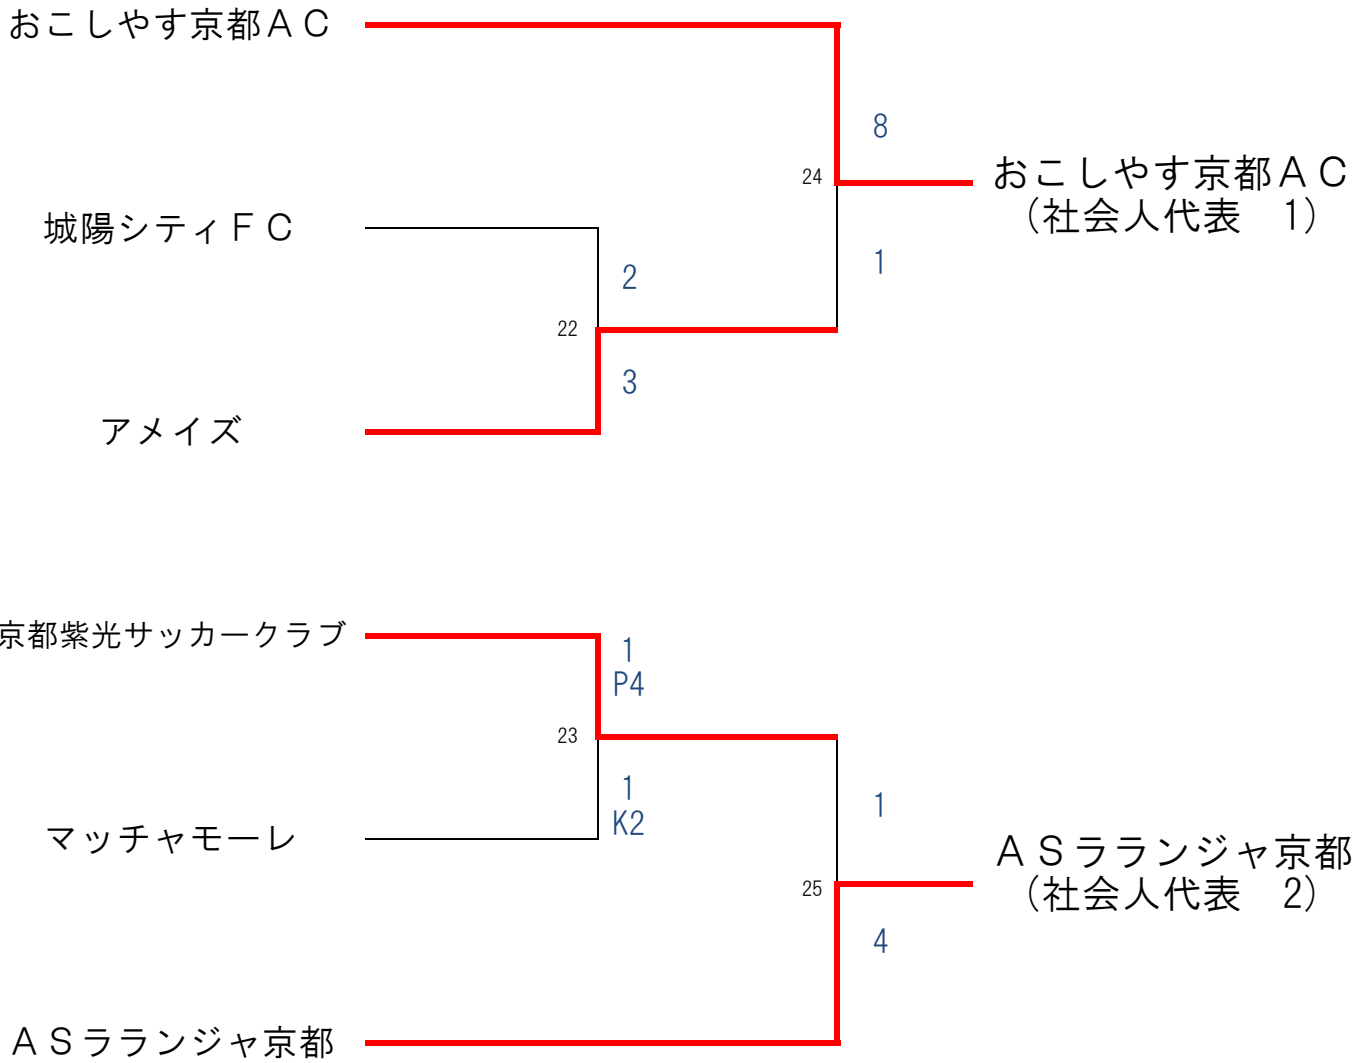 おこしやす京都ＡＣ
8
24
おこしやす京都ＡＣ
（社会人代表　1）
城陽シティＦＣ
2
1
22
3
アメイズ
京都紫光サッカークラブ
1
P4
23
1
K2
マッチャモーレ
1
ＡＳラランジャ京都
（社会人代表　2）
25
4
ＡＳラランジャ京都